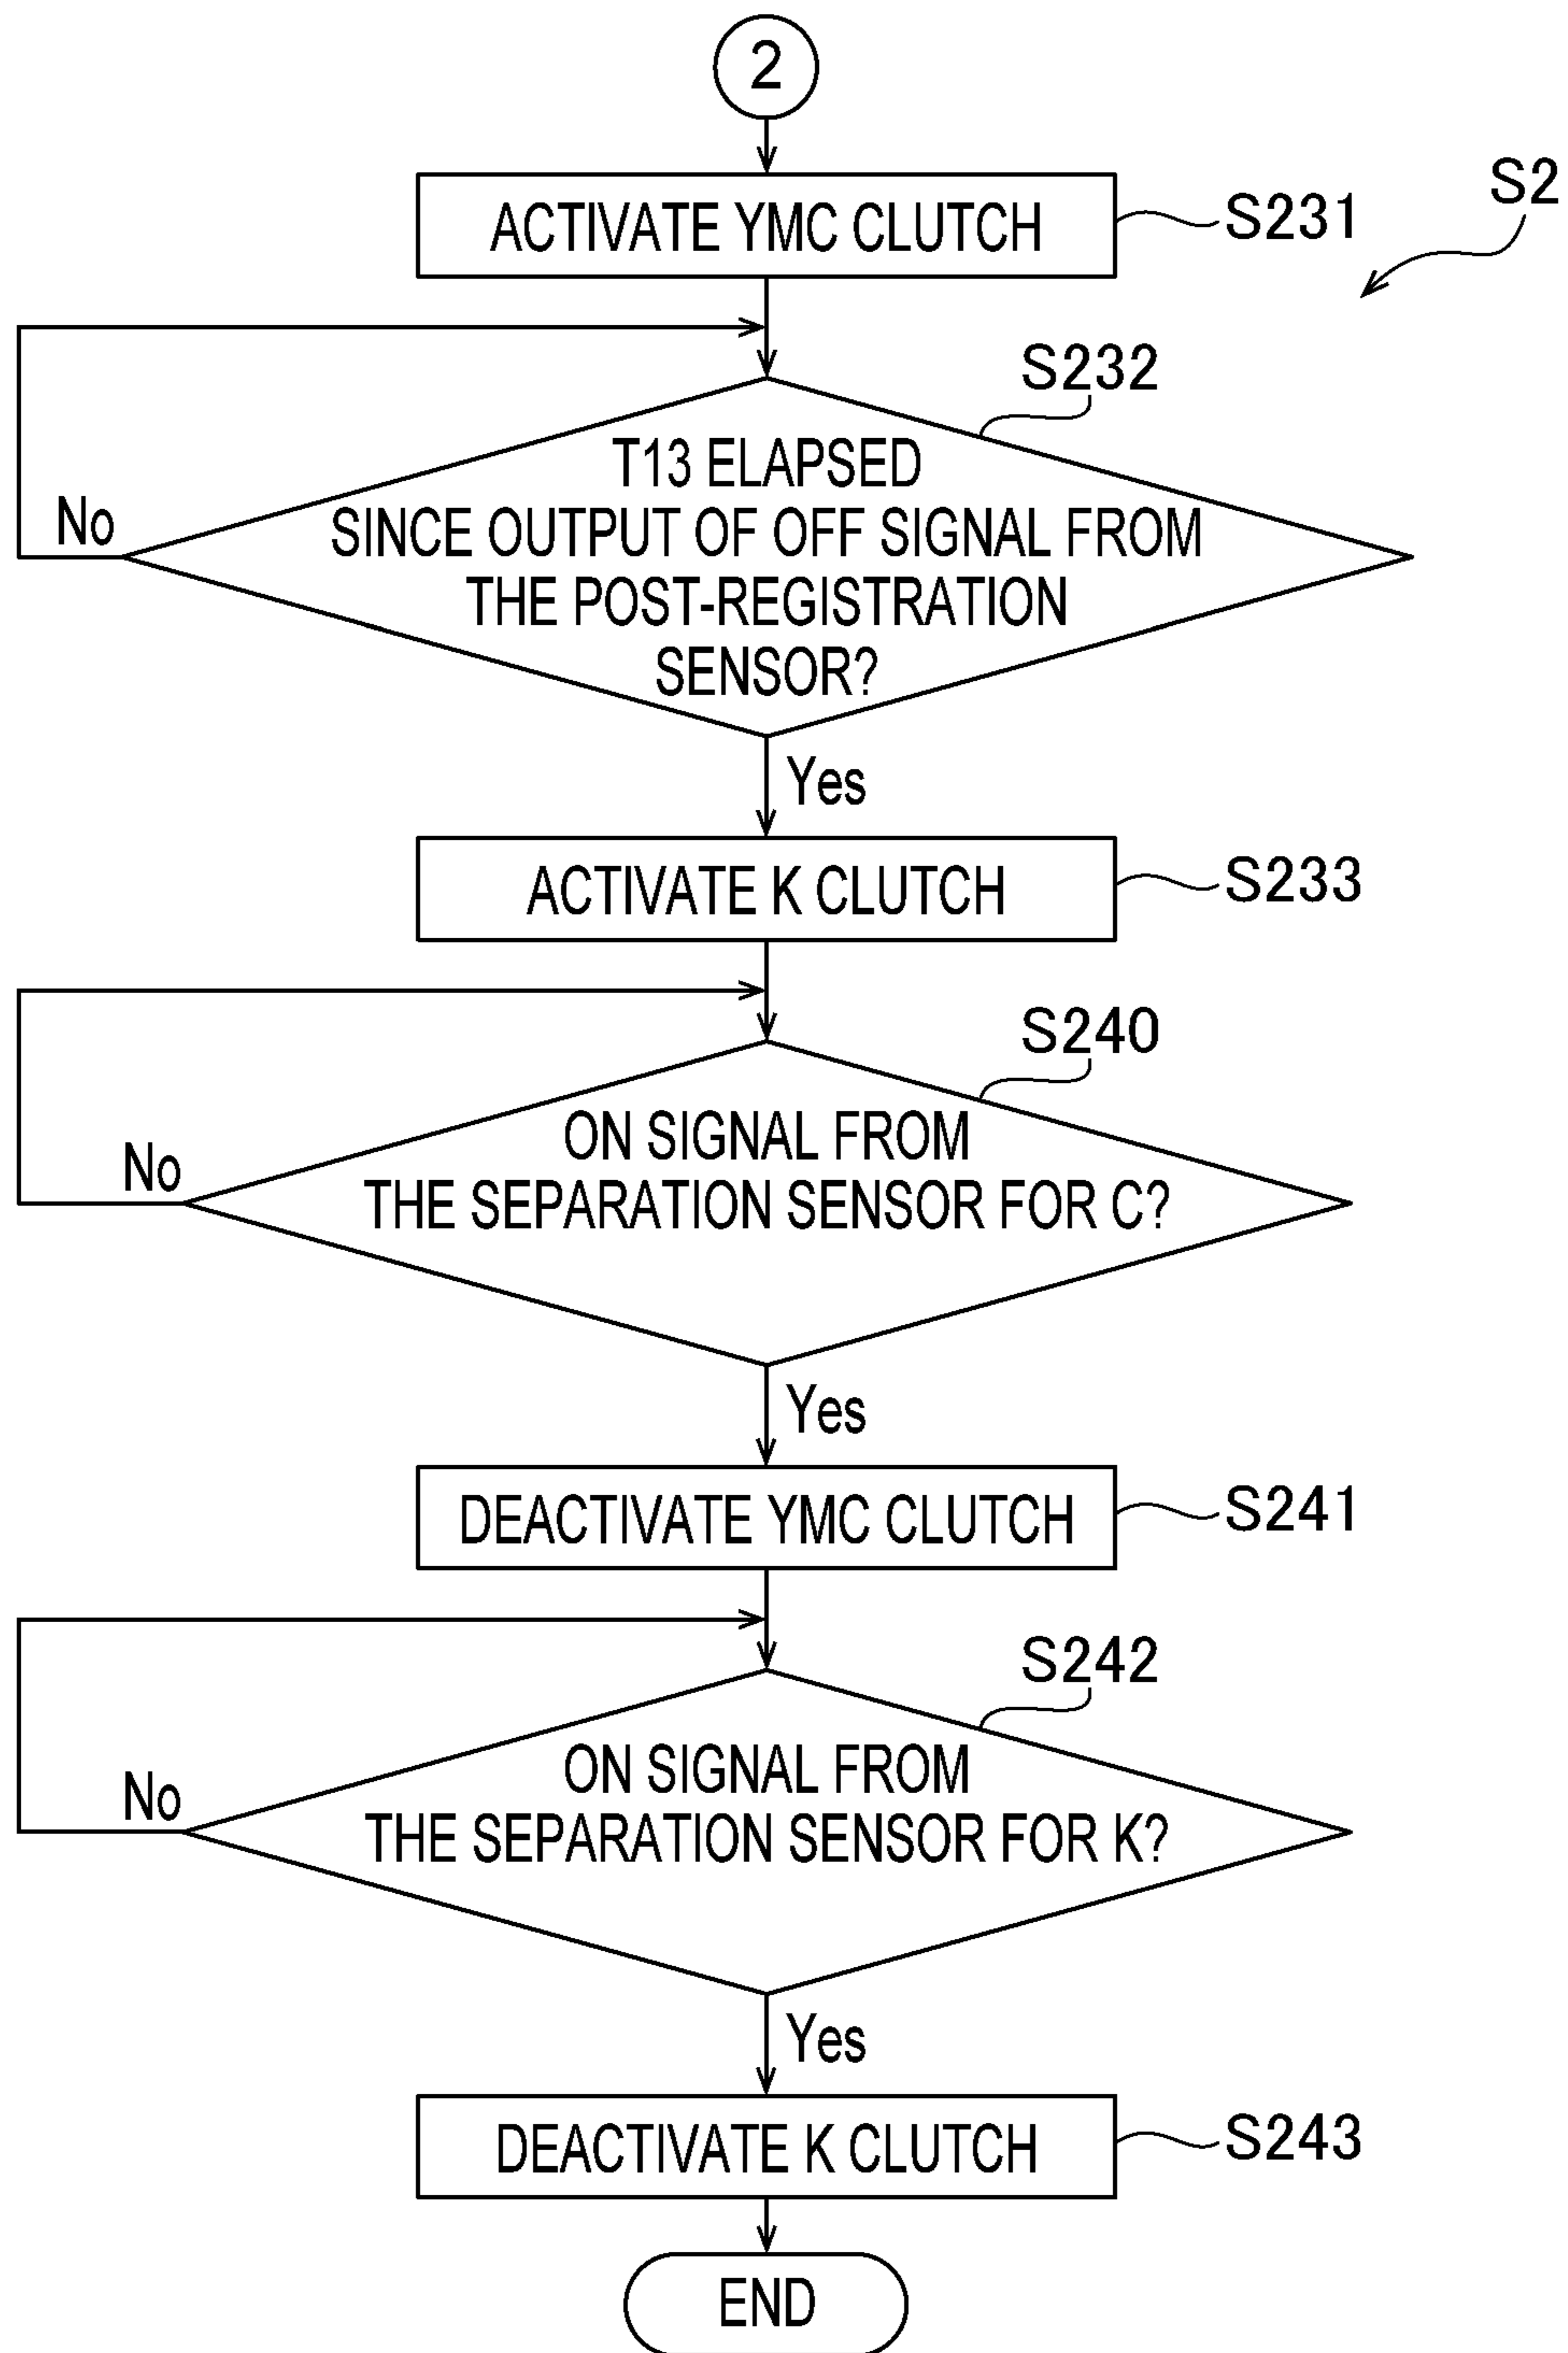 2
ACTIVATE YMC CLUTCH
S231
S2
S232
T13 ELAPSED
SINCE OUTPUT OF OFF SIGNAL FROM
THE POST-REGISTRATION
SENSOR?
No
Yes
ACTIVATE K CLUTCH
S233
S240
ON SIGNAL FROM
THE SEPARATION SENSOR FOR C?
No
Yes
DEACTIVATE YMC CLUTCH
S241
S242
ON SIGNAL FROM
THE SEPARATION SENSOR FOR K?
No
Yes
DEACTIVATE K CLUTCH
S243
END